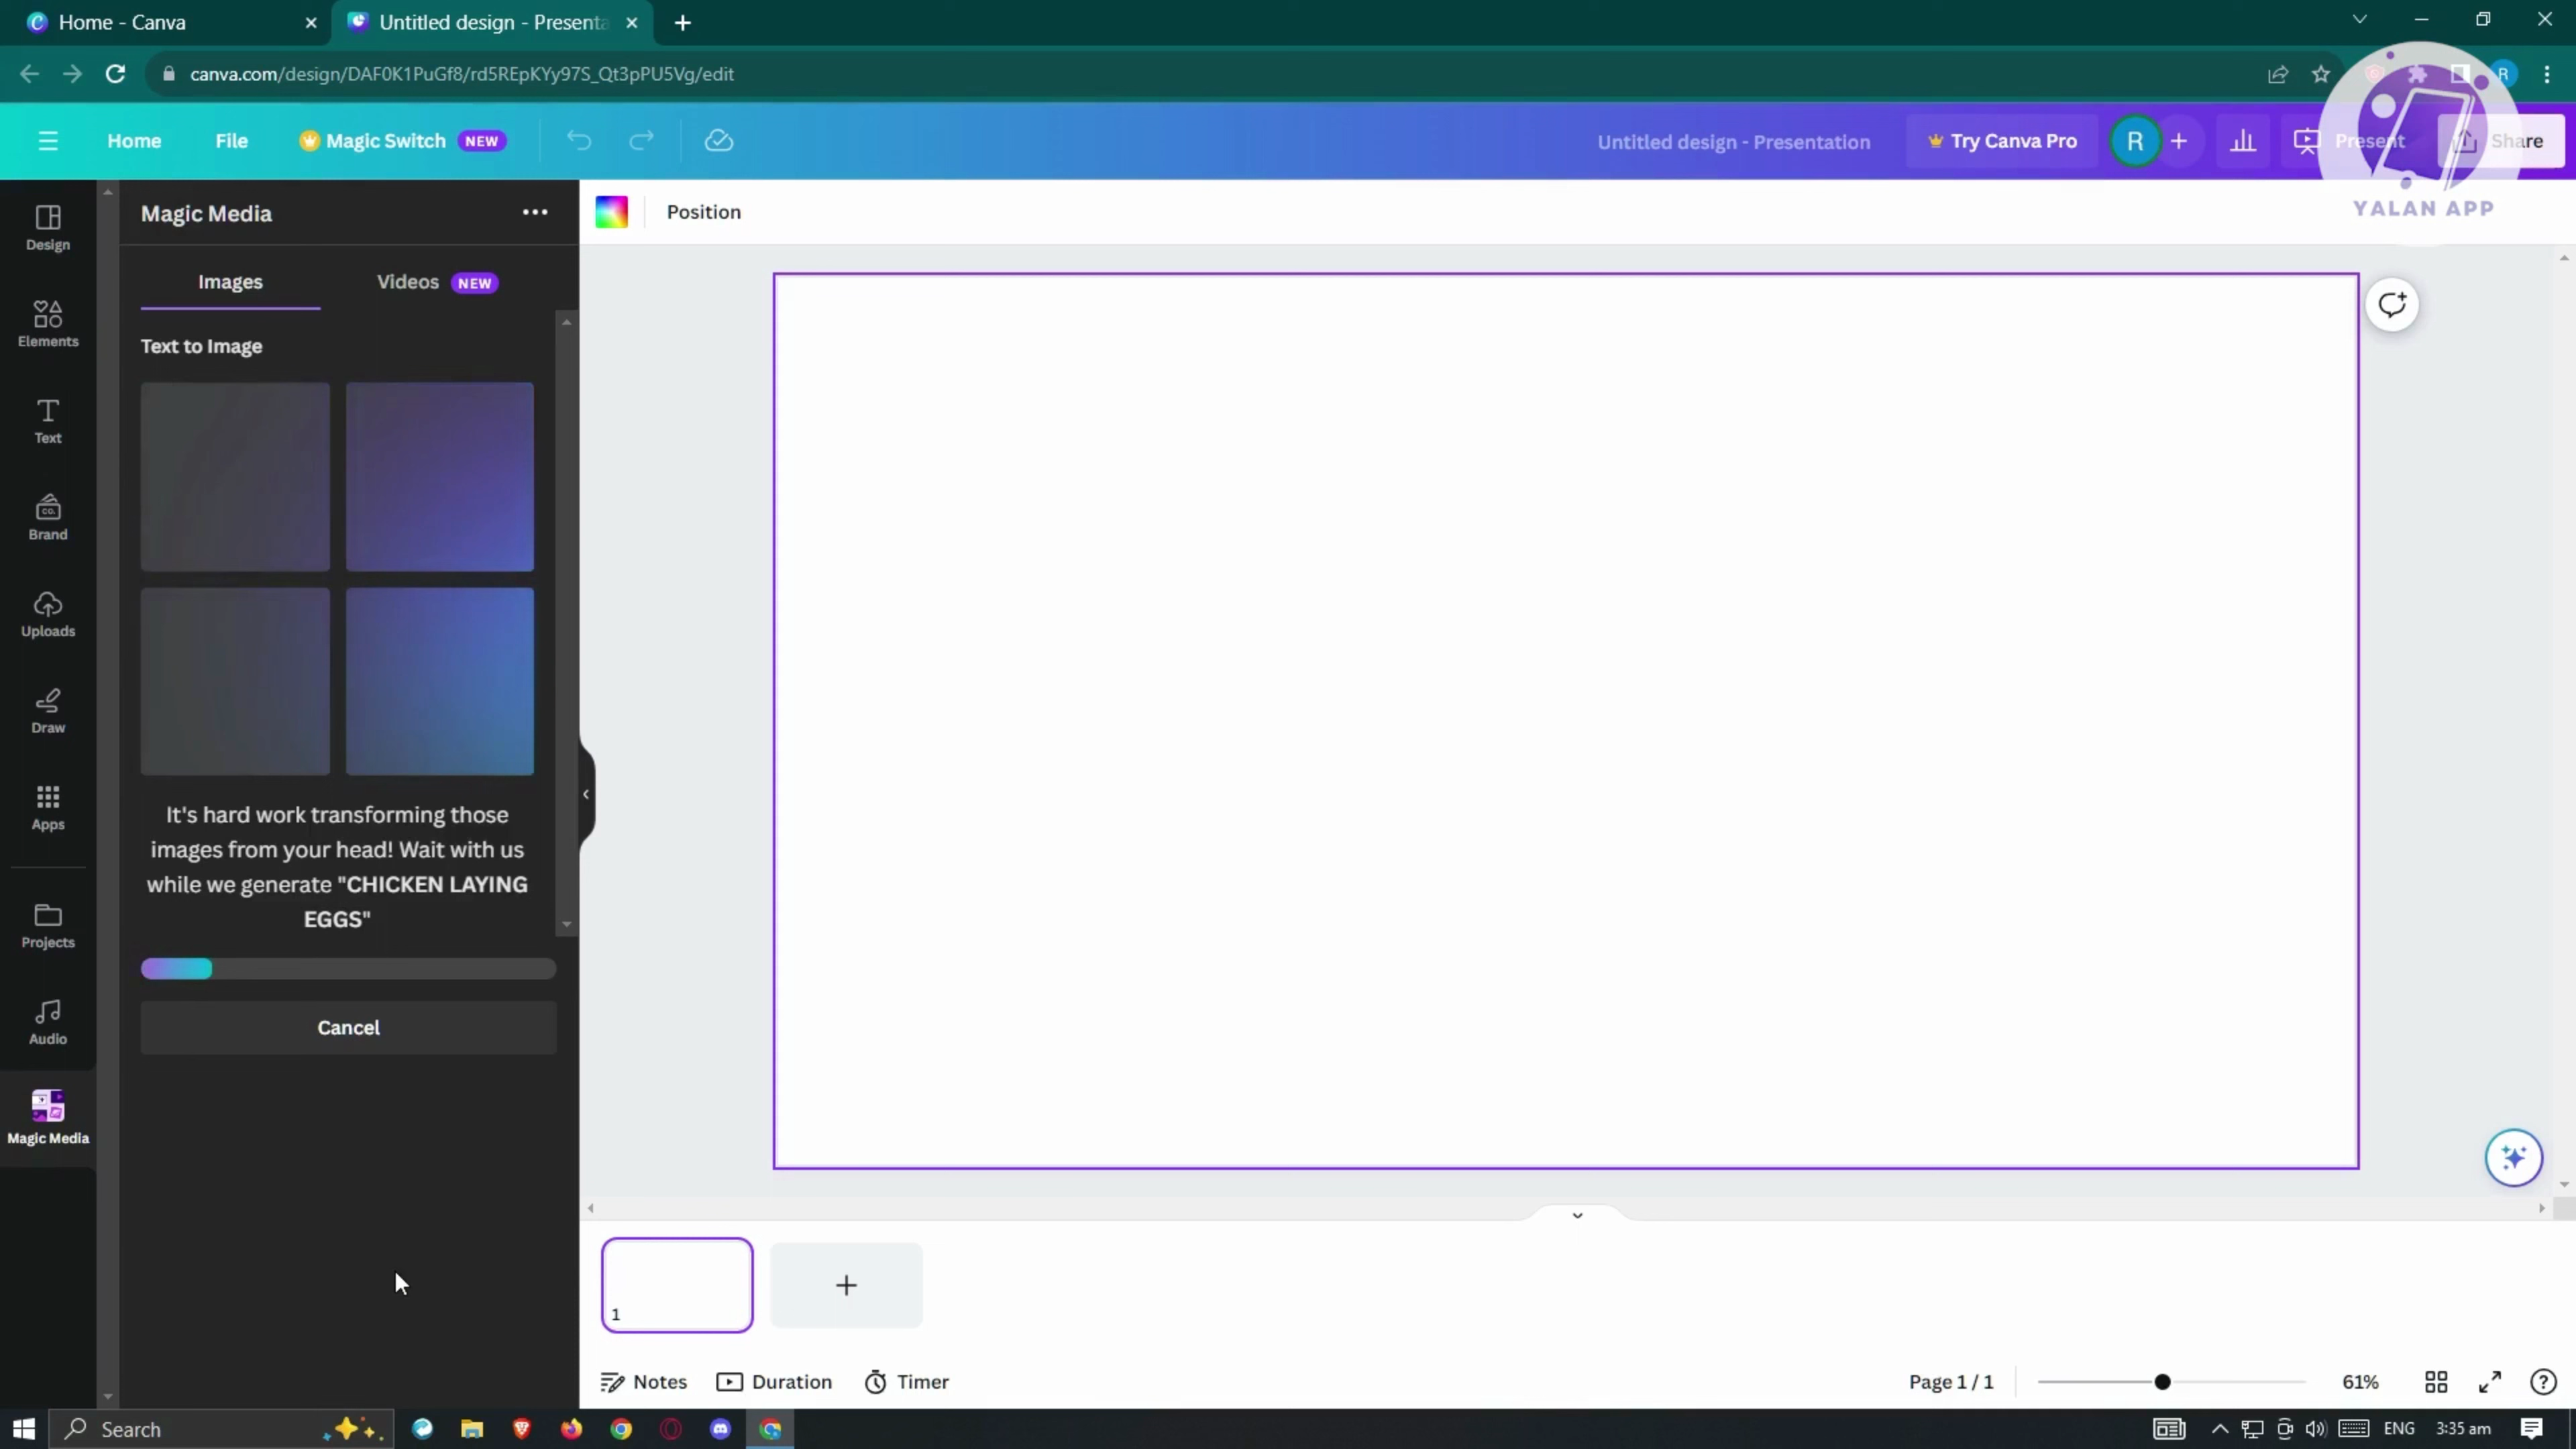 Home - Canva
Untitled design - Presenta
canva.com/design/DAF0K1PuGf8/rd5REpKYy97S_Qt3pPU5Vg/edit
R
Home
File
Magic Switch NEW
Untitled design - Presentation
Try Canva Pro
R
Present
Share
YALAN APP
Design
Elements
Text
Brand
CO.
Uploads
Draw
Apps
Projects
Audio
Magic Media
Magic Media
Images
Videos NEW
Text to Image
It's hard work transforming those
images from your head! Wait with us
while we generate "CHICKEN LAYING
EGGS"
Cancel
Position
1
Notes
Duration
Timer
Page 1 / 1
61%
Search
ENG
3:35 am